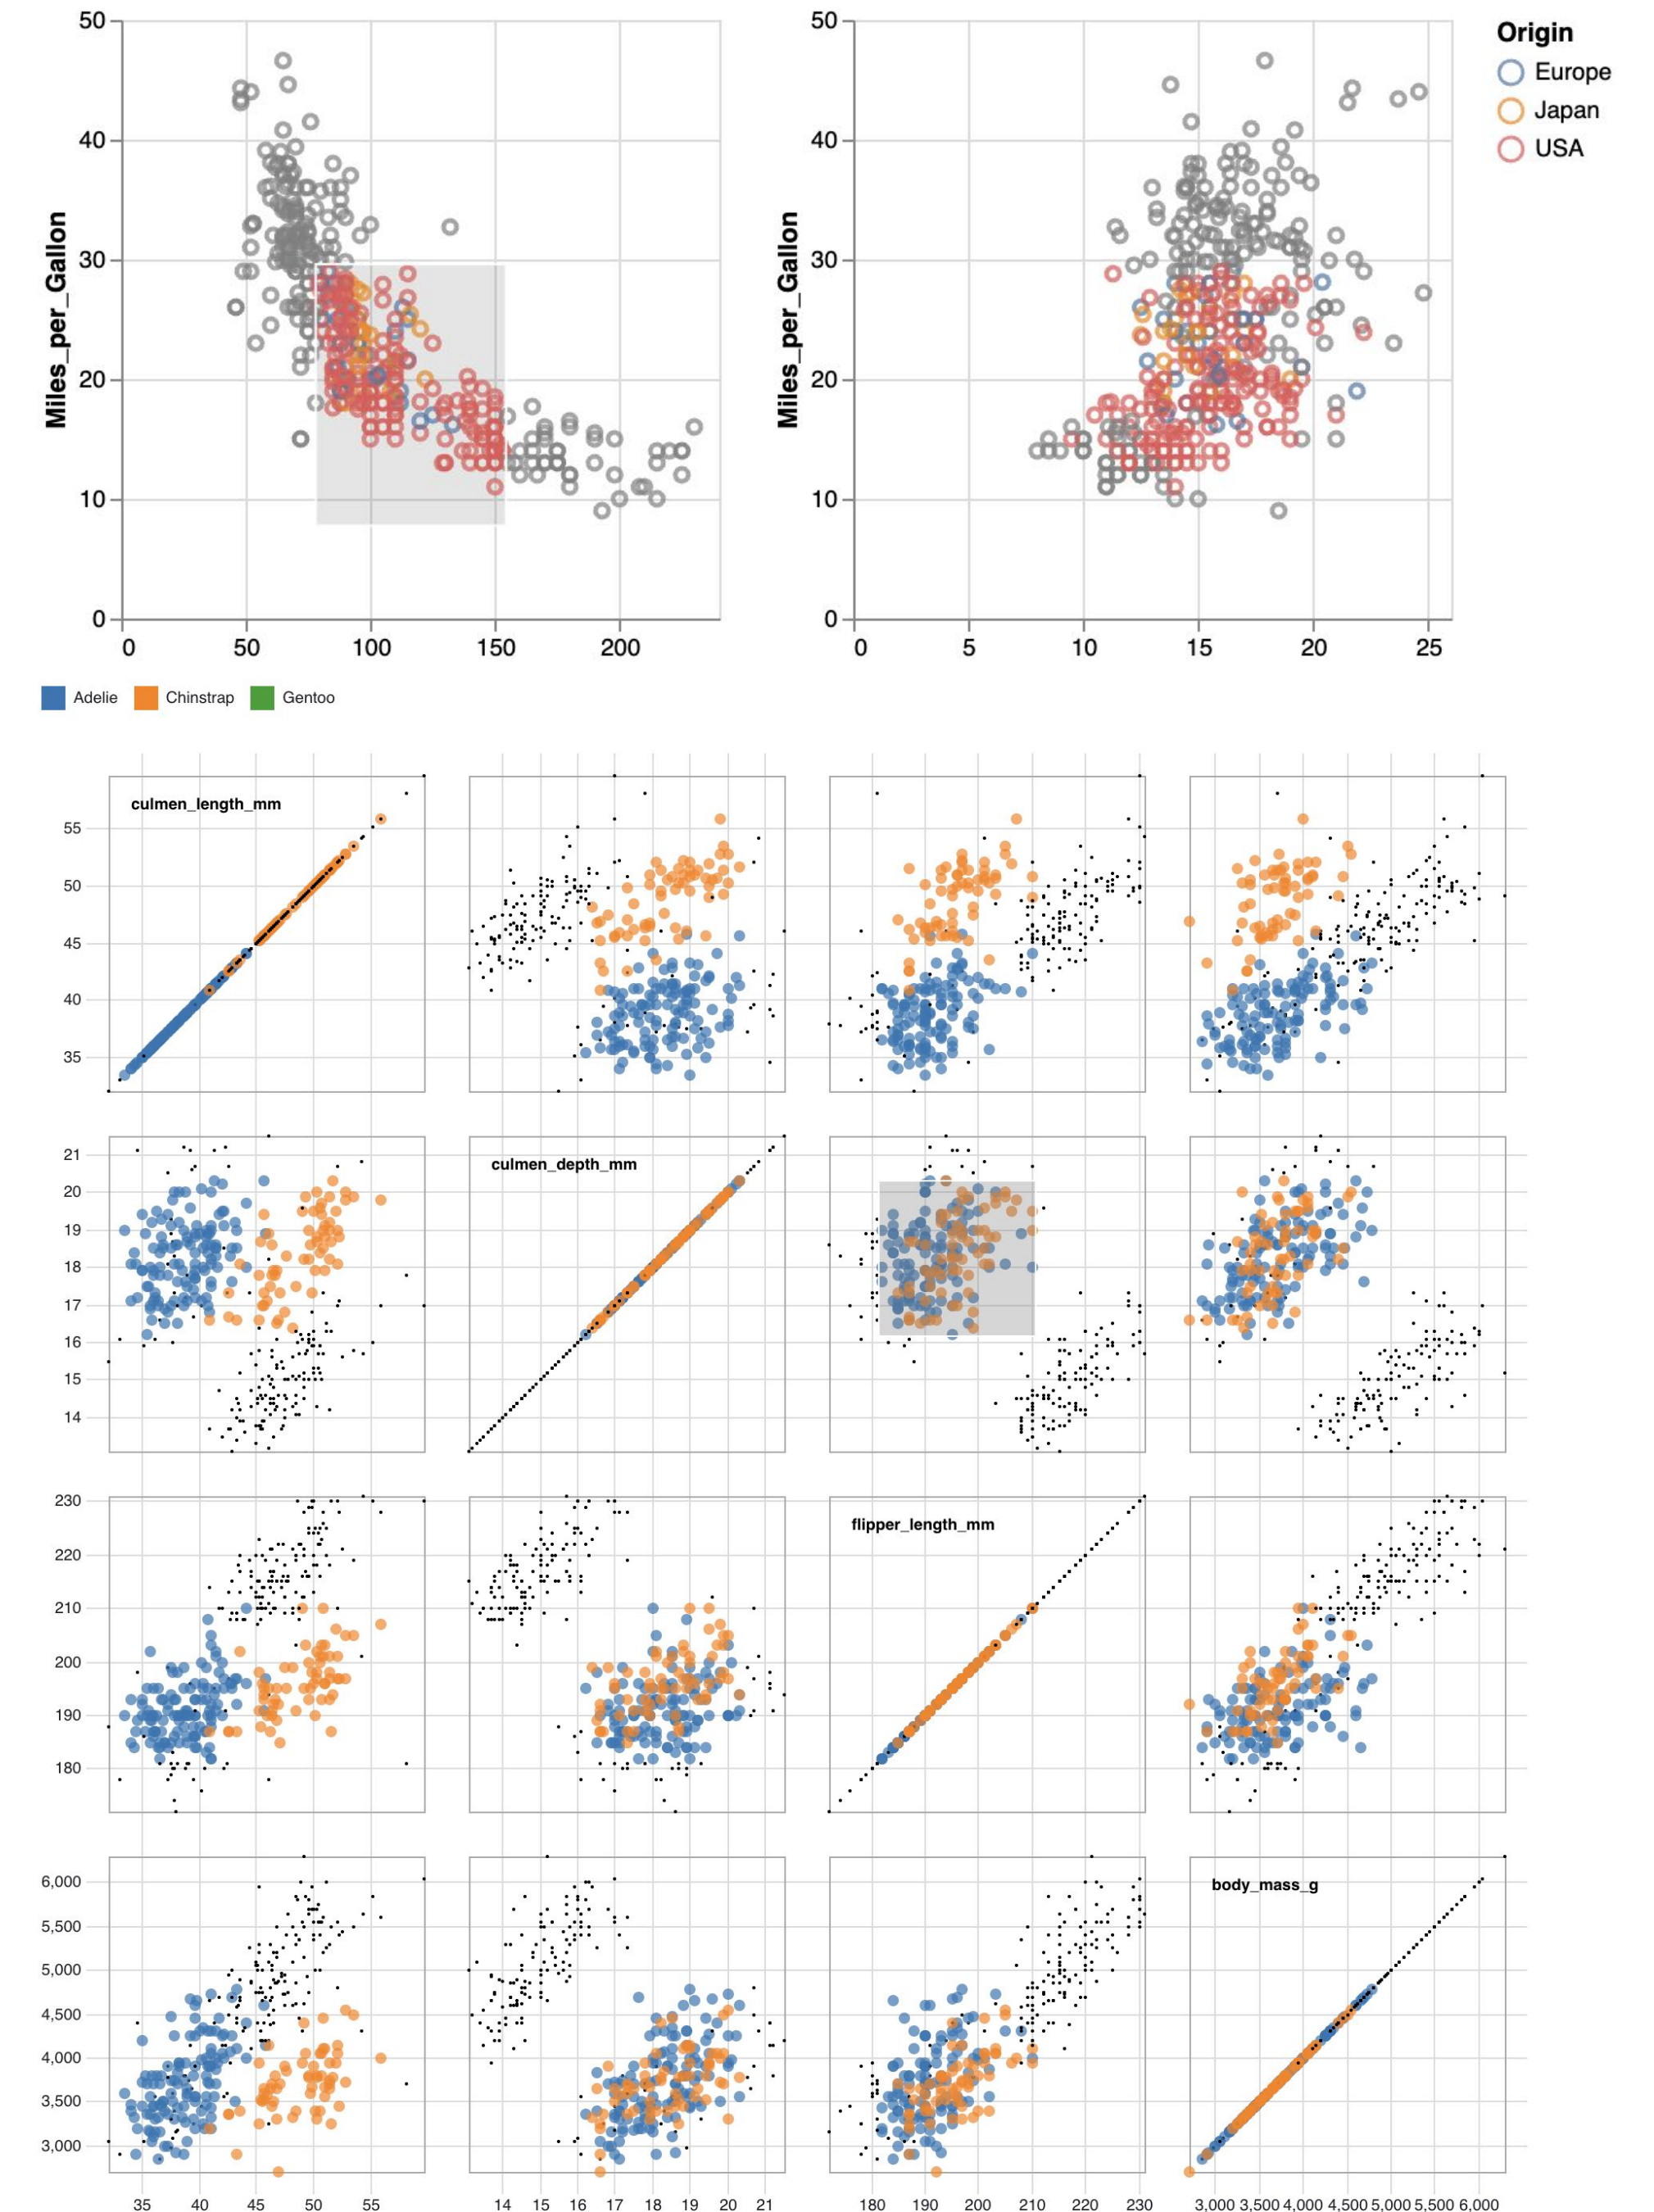 50 50 Origin
Europe
Japan
USA
40 40
Miles_per_Gallon Miles_per_Gallon
30 30
20 20
10 10
0 0
0 50 100 150 200 0 5 10 15 20 25
Adelie Chinstrap Gentoo
culmen_length_mm
55
50
45
40
35
21
culmen_depth_mm
20
19
18
17
16
15
14
230
flipper_length_mm
220
210
200
190
180
6,000
body_mass_g
5,500
5,000
4,500
4,000
3,500
3,000
35 40 45 50 55 14 15 16 17 18 19 20 21 180 190 200 210 220 230 3,000 3,500 4,000 4,500 5,000 5,500 6,000